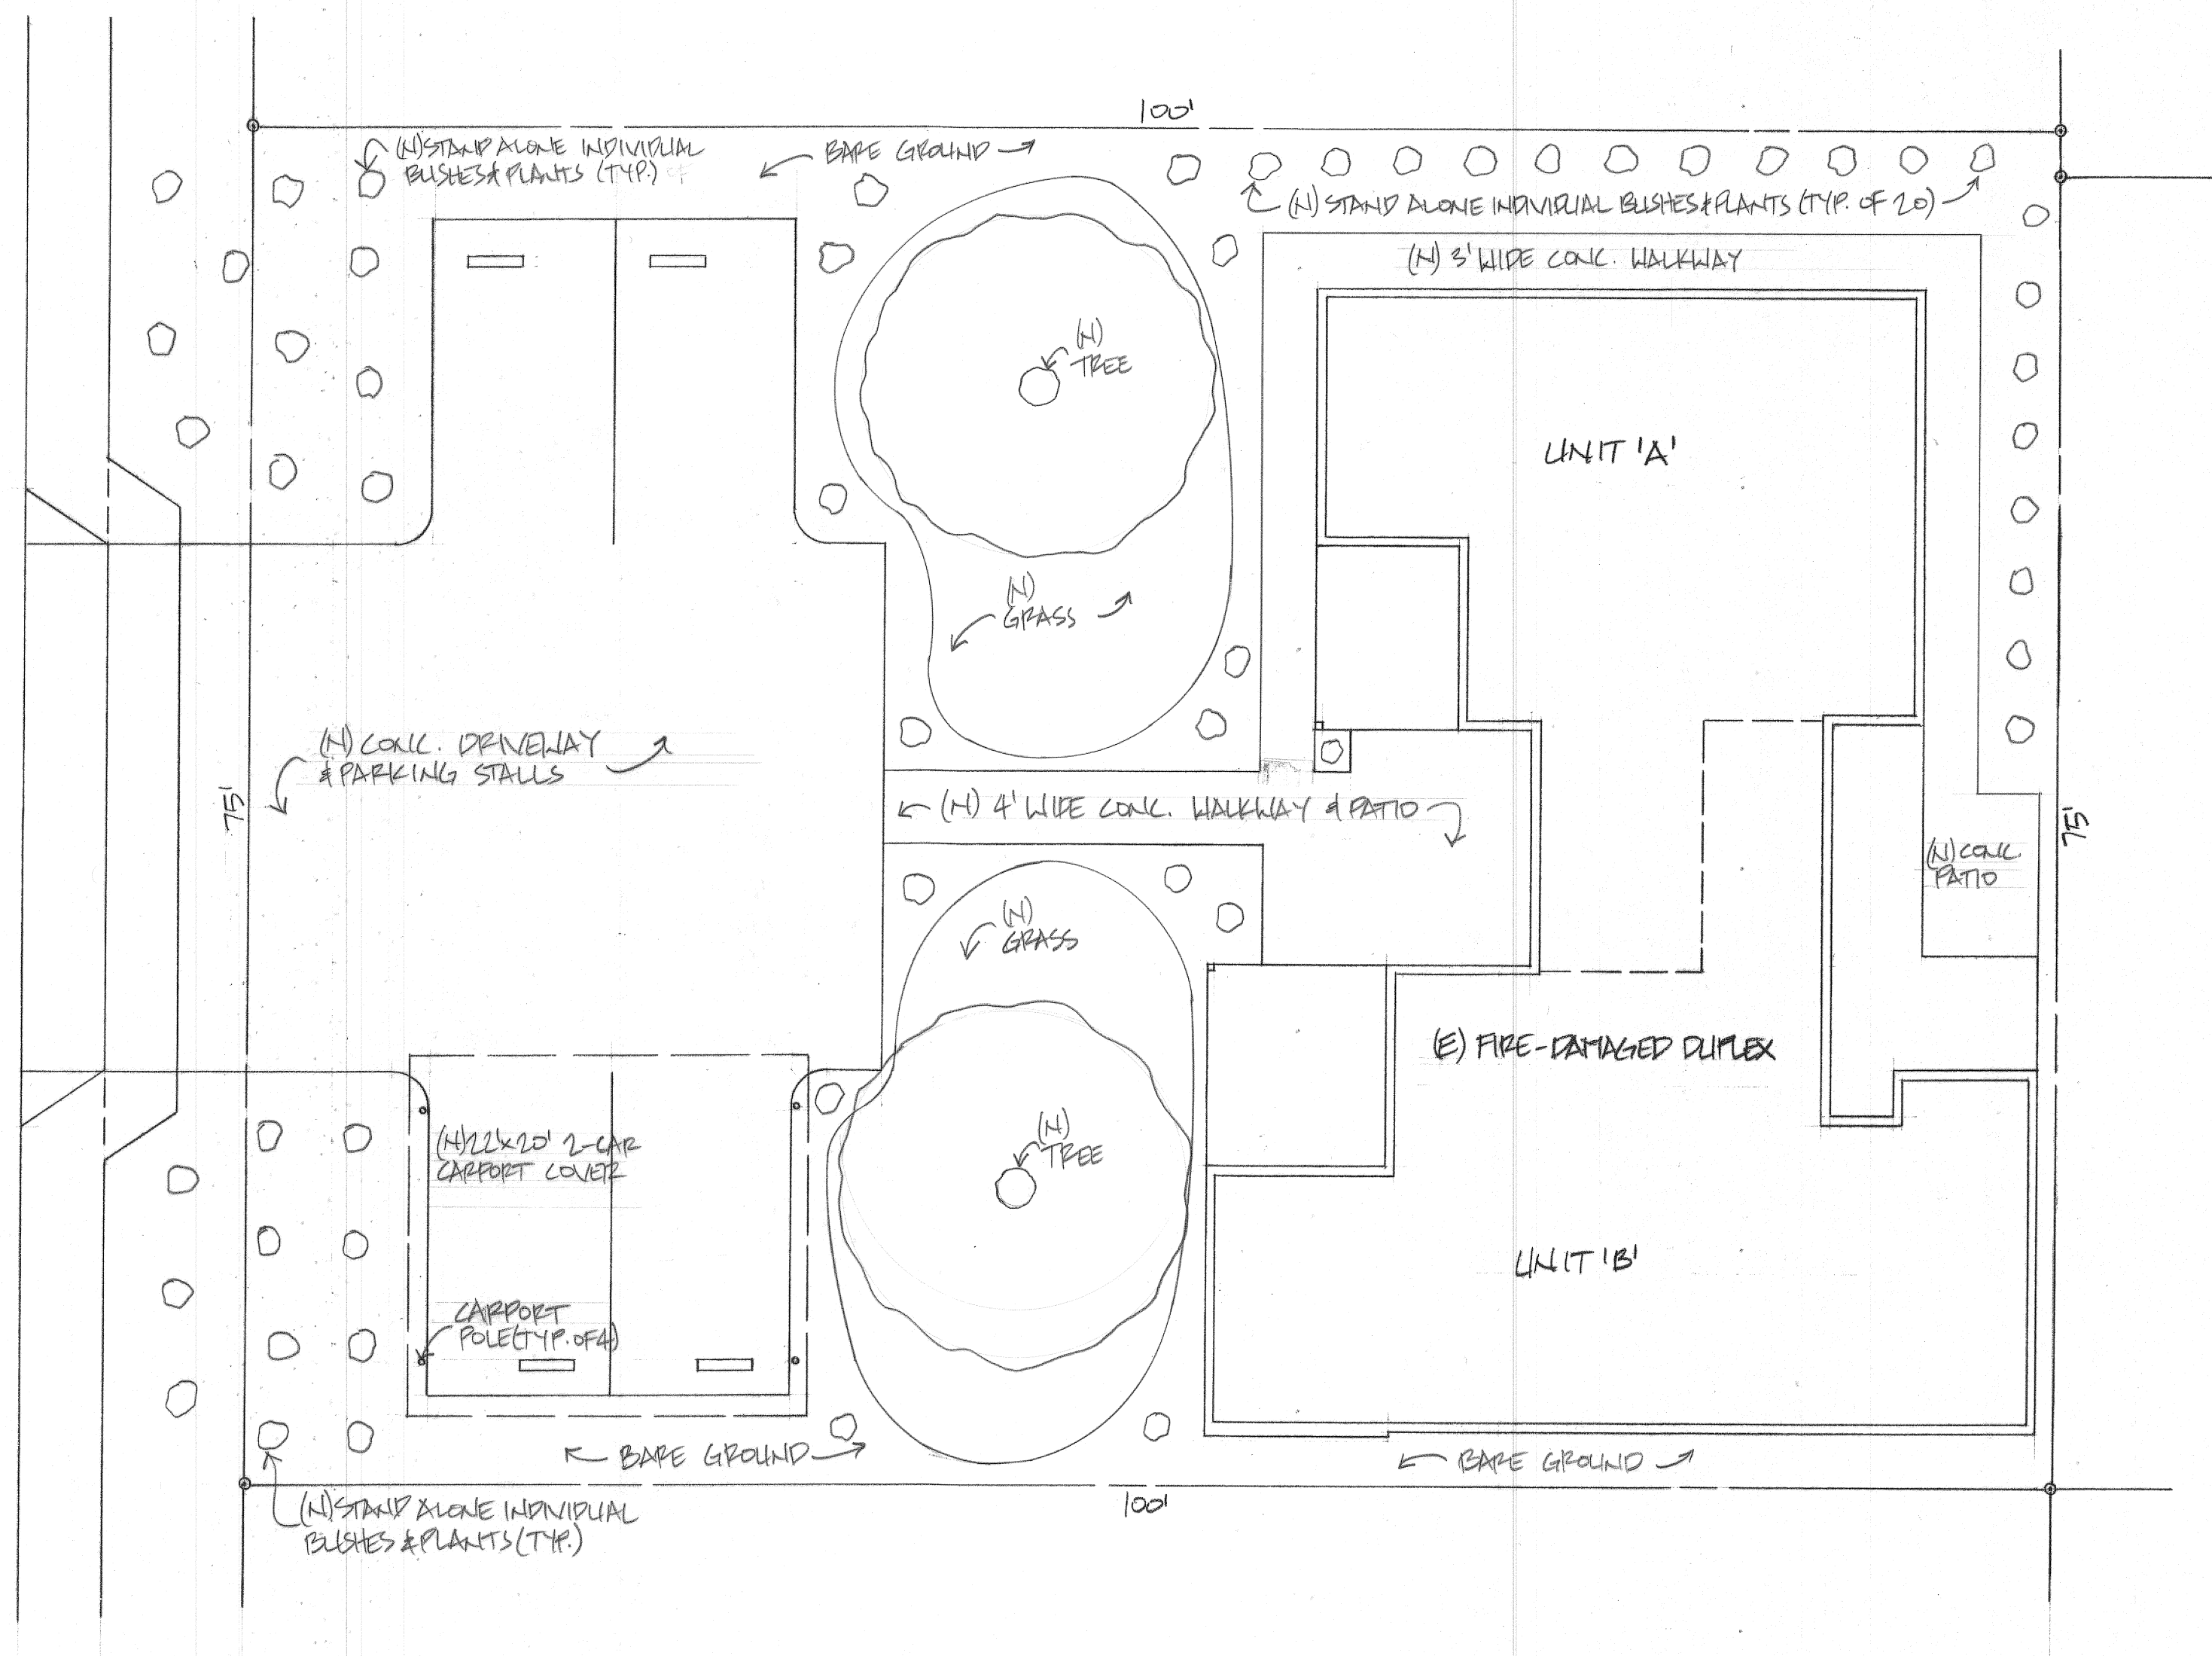 100'
(N) STAND ALONE INDIVIDUAL
BUSHES & PLANTS (TYP.)
BARE GROUND
(N) STAND ALONE INDIVIDUAL BUSHES & PLANTS (TYP. OF 20)
(N) 3' WIDE CONC. WALKWAY
(N)
TREE
UNIT 'A'
(N)
GRASS
(N) CONC. DRIVEWAY
& PARKING STALLS
75'
(N) 4' WIDE CONC. WALKWAY & PATIO
75'
(N) CONC.
PATIO
(N)
GRASS
(E) FIRE-DAMAGED DUPLEX
(N) 22'x20' 2-CAR
CARPORT COVER
(N)
TREE
UNIT 'B'
CARPORT
POLE (TYP. OF 4)
BARE GROUND
BARE GROUND
100'
(N) STAND ALONE INDIVIDUAL
BUSHES & PLANTS (TYP.)